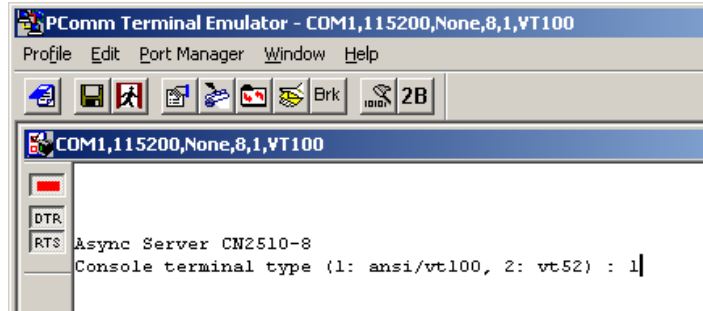 PComm Terminal Emulator - COM1,115200,None,8,1,VT100
Profile Edit Port Manager Window Help
Brk 2B
COM1,115200,None,8,1,VT100
DTR
RTS
Async Server CN2510-8
Console terminal type (1: ansi/vt100, 2: vt52) : 1